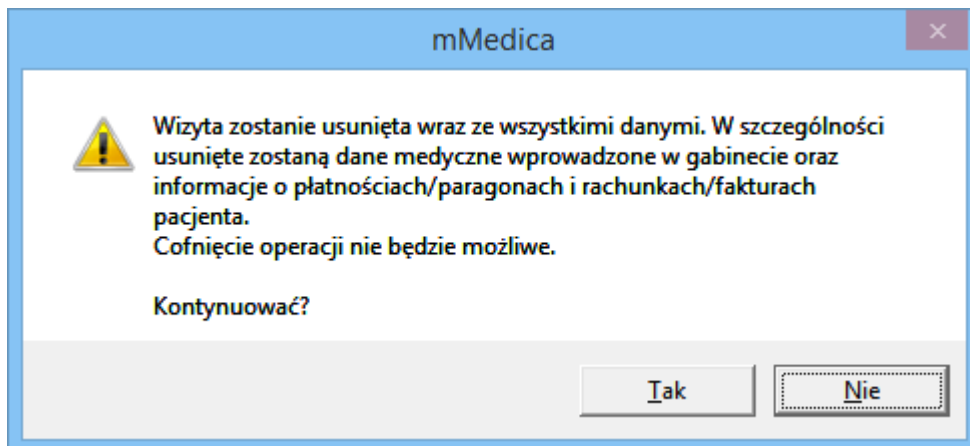 mMedica
Wizyta zostanie usunięta wraz ze wszystkimi danymi. W szczególności
usunięte zostaną dane medyczne wprowadzone w gabinecie oraz
informacje o płatnościach/paragonach i rachunkach/fakturach
pacjenta.
Cofnięcie operacji nie będzie możliwe.
Kontynuować?
Tak
Nie